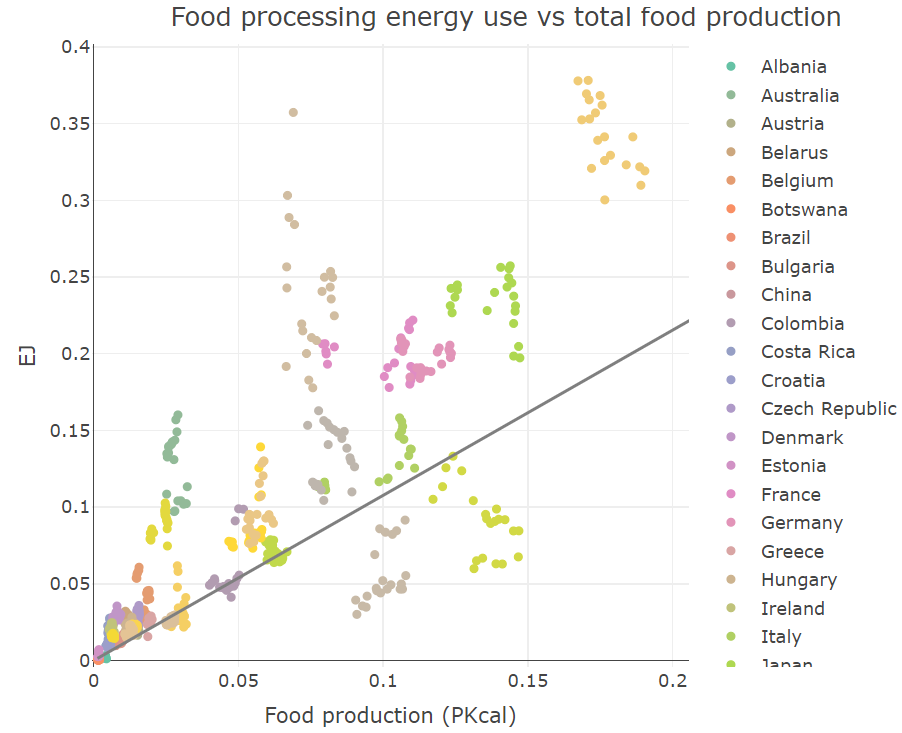 Food processing energy use vs total food production
0.4
0.35
0.3
0.25
0.2
0.15
0.1
0.05
0
EJ
0
0.05
0.1
0.15
0.2
Food production (PKcal)
Albania
Australia
Austria
Belarus
Belgium
Botswana
Brazil
Bulgaria
China
Colombia
Costa Rica
Croatia
Czech Republic
Denmark
Estonia
France
Germany
Greece
Hungary
Ireland
Italy
Japan